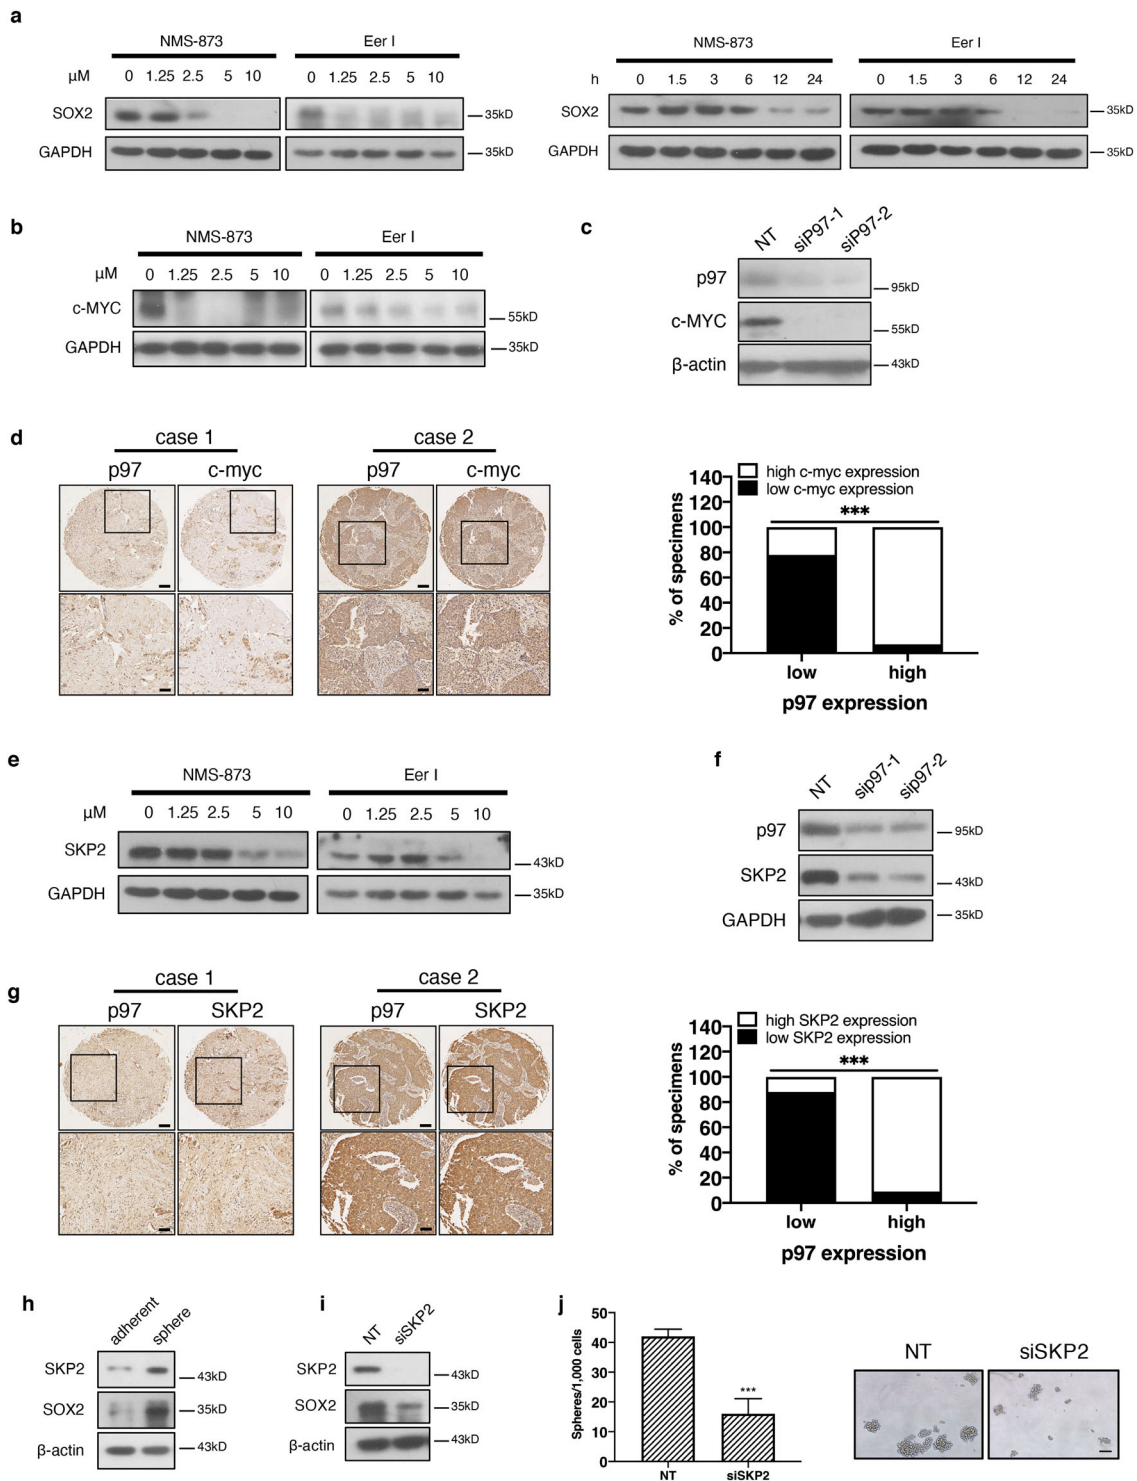 a
NMS-873 Eer I
µM 0 1.25 2.5 5 10 0 1.25 2.5 5 10
SOX2 35kD
GAPDH 35kD
NMS-873 Eer I
h 0 1.5 3 6 12 24 0 1.5 3 6 12 24
SOX2 35kD
GAPDH 35kD
b
NMS-873 Eer I
µM 0 1.25 2.5 5 10 0 1.25 2.5 5 10
c-MYC 55kD
GAPDH 35kD
c
NT siP97-1 siP97-2
p97 95kD
c-MYC 55kD
β-actin 43kD
d
case 1 case 2
p97 c-myc p97 c-myc
high c-myc expression
low c-myc expression
***
140
120
100
80
60
40
20
0
% of specimens
low high
p97 expression
e
NMS-873 Eer I
µM 0 1.25 2.5 5 10 0 1.25 2.5 5 10
SKP2 43kD
GAPDH 35kD
f
NT sip97-1 sip97-2
p97 95kD
SKP2 43kD
GAPDH 35kD
g
case 1 case 2
p97 SKP2 p97 SKP2
high SKP2 expression
low SKP2 expression
***
140
120
100
80
60
40
20
0
% of specimens
low high
p97 expression
h
adherent sphere
SKP2 43kD
SOX2 35kD
β-actin 43kD
i
NT siSKP2
SKP2 43kD
SOX2 35kD
β-actin 43kD
j
50
40
30
20
10
0
Spheres/1,000 cells
***
NT siSKP2
NT siSKP2